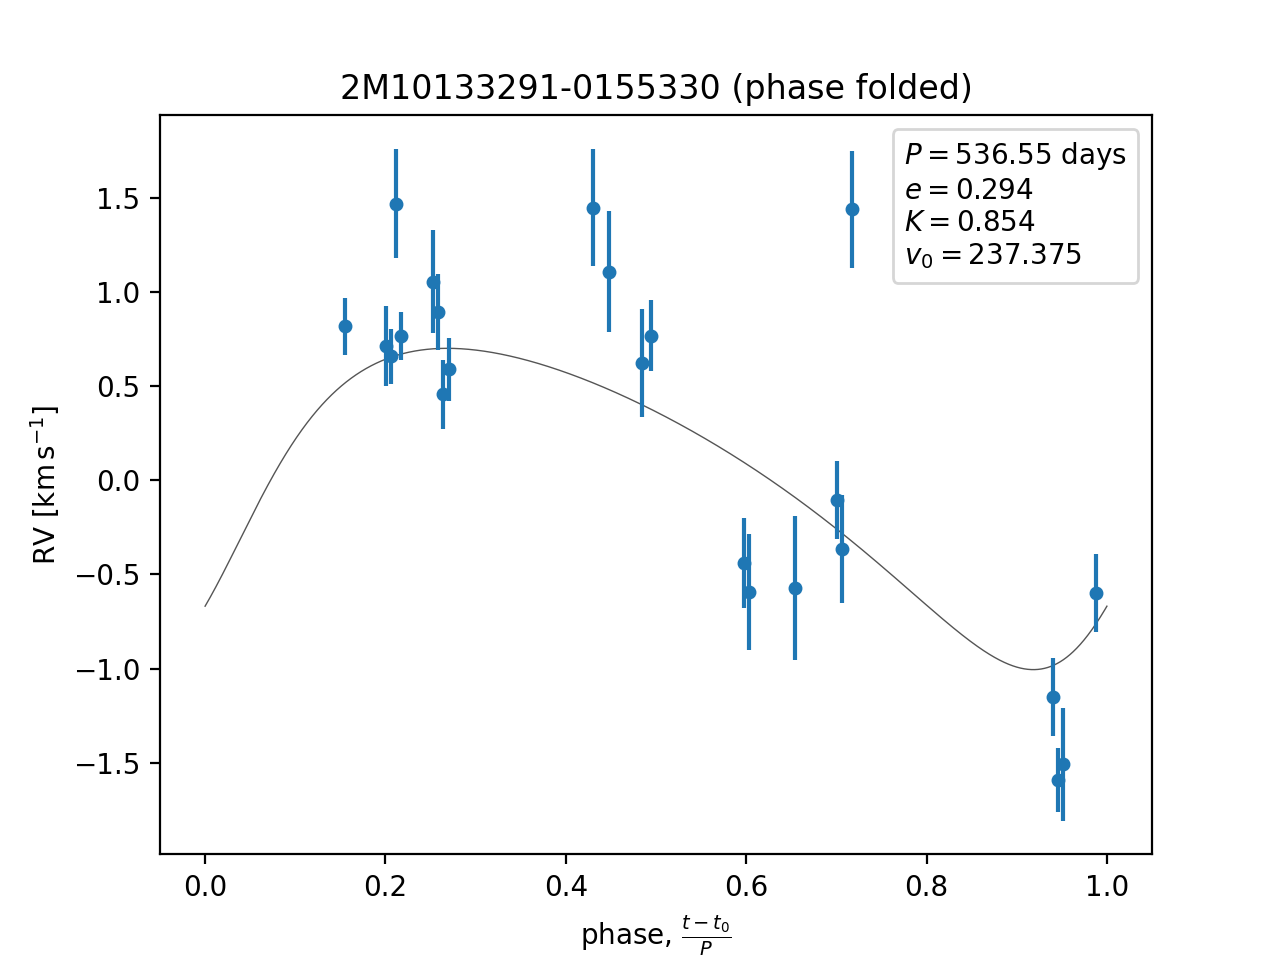 2M10133291-0155330 (phase folded)
P = 536.55 days
e = 0.294
K = 0.854
v₀ = 237.375
1.5
1.0
0.5
0.0
−0.5
−1.0
−1.5
RV [km s⁻¹]
0.0 0.2 0.4 0.6 0.8 1.0
phase, (t − t₀)/P